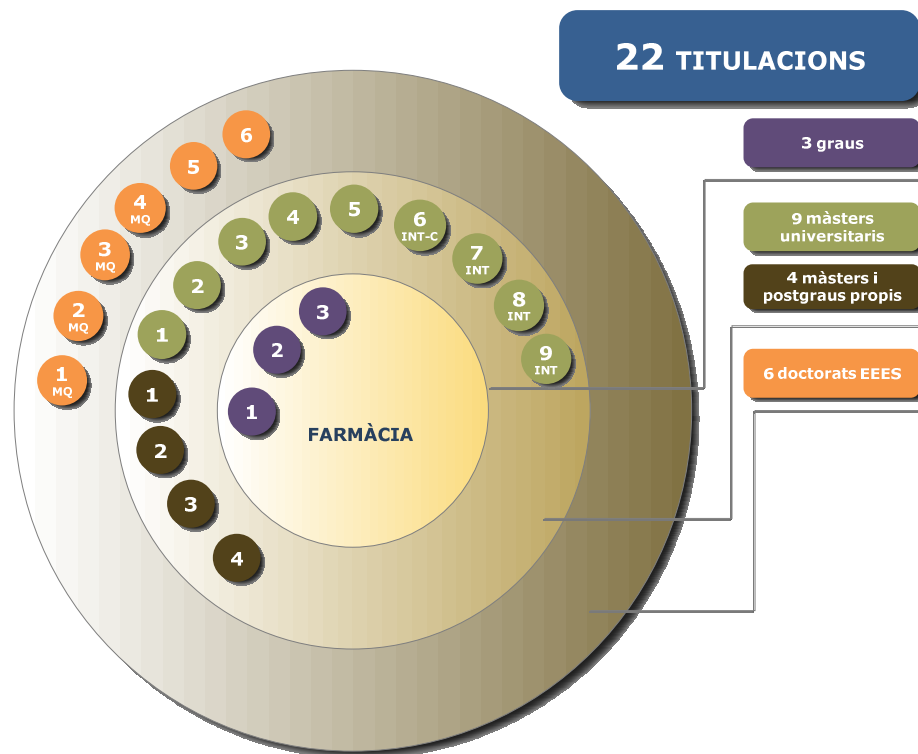 22 TITULACIONS
3 graus
9 màsters
universitaris
4 màsters i
postgraus propis
6 doctorats EEES
6
5
4
MQ
3
MQ
2
MQ
1
MQ
1
2
3
4
5
6
INT-C
7
INT
8
INT
9
INT
1
2
3
4
1
2
3
FARMÀCIA